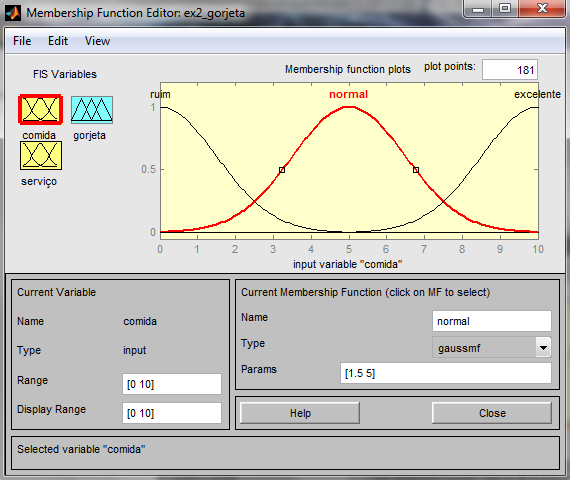 Membership Function Editor: ex2_gorjeta
File Edit View
FIS Variables
comida
gorjeta
serviço
Membership function plots
plot points:
181
ruim
normal
excelente
1
0.5
0
0 1 2 3 4 5 6 7 8 9 10
input variable "comida"
Current Variable
Name comida
Type input
Range [0 10]
Display Range [0 10]
Current Membership Function (click on MF to select)
Name normal
Type gaussmf
Params [1.5 5]
Help Close
Selected variable "comida"